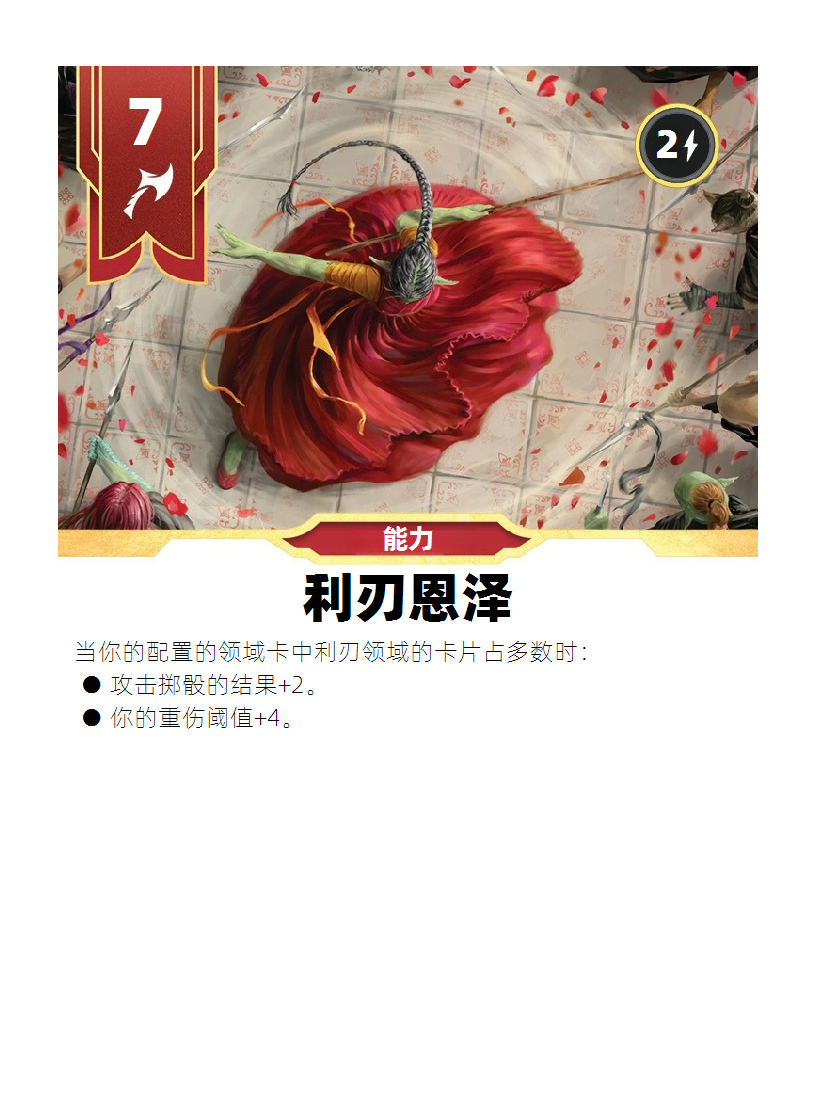 7
2
能力
利刃恩泽
当你的配置的领域卡中利刃领域的卡片占多数时：
● 攻击掷骰的结果+2。
● 你的重伤阈值+4。